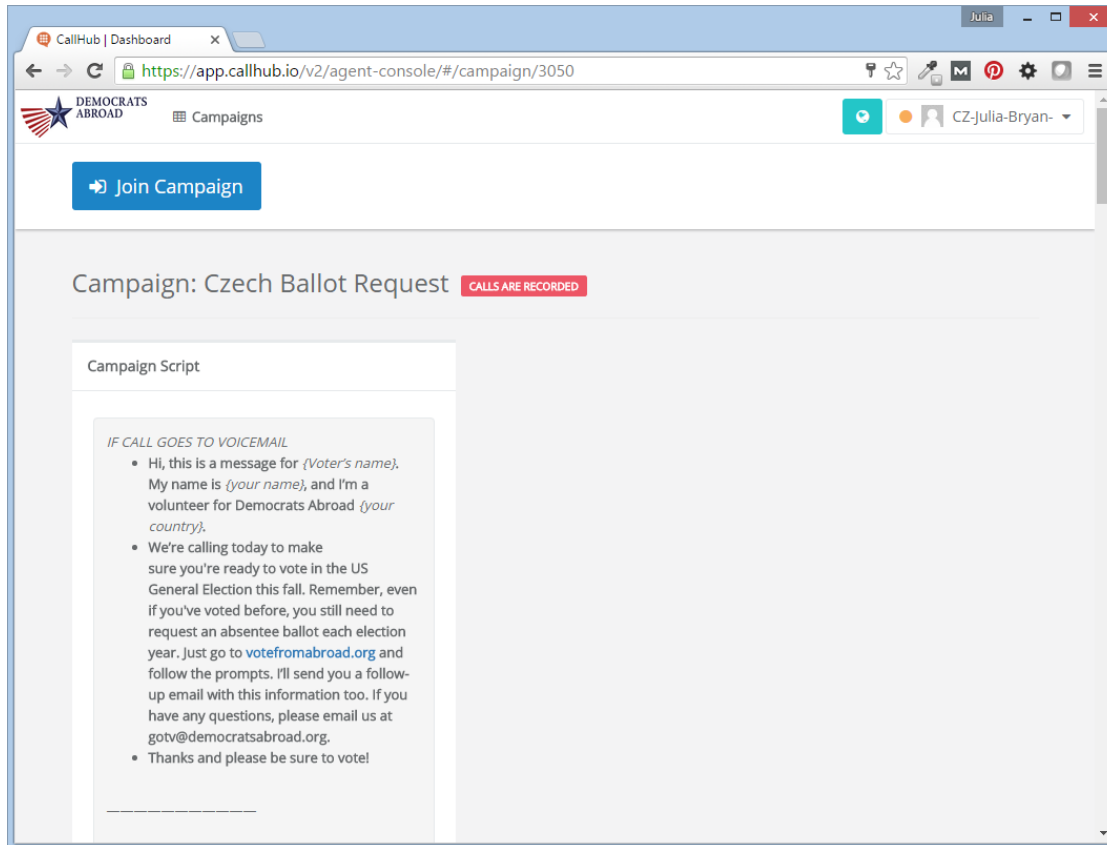 Julia
CallHub | Dashboard
https://app.callhub.io/v2/agent-console/#/campaign/3050
DEMOCRATS
ABROAD
Campaigns
CZ-Julia-Bryan-
Join Campaign
Campaign: Czech Ballot Request
CALLS ARE RECORDED
Campaign Script
IF CALL GOES TO VOICEMAIL
• Hi, this is a message for {Voter's name}.
My name is {your name}, and I'm a
volunteer for Democrats Abroad {your
country}.
• We're calling today to make
sure you're ready to vote in the US
General Election this fall. Remember, even
if you've voted before, you still need to
request an absentee ballot each election
year. Just go to votefromabroad.org and
follow the prompts. I'll send you a follow-
up email with this information too. If you
have any questions, please email us at
gotv@democratsabroad.org.
• Thanks and please be sure to vote!